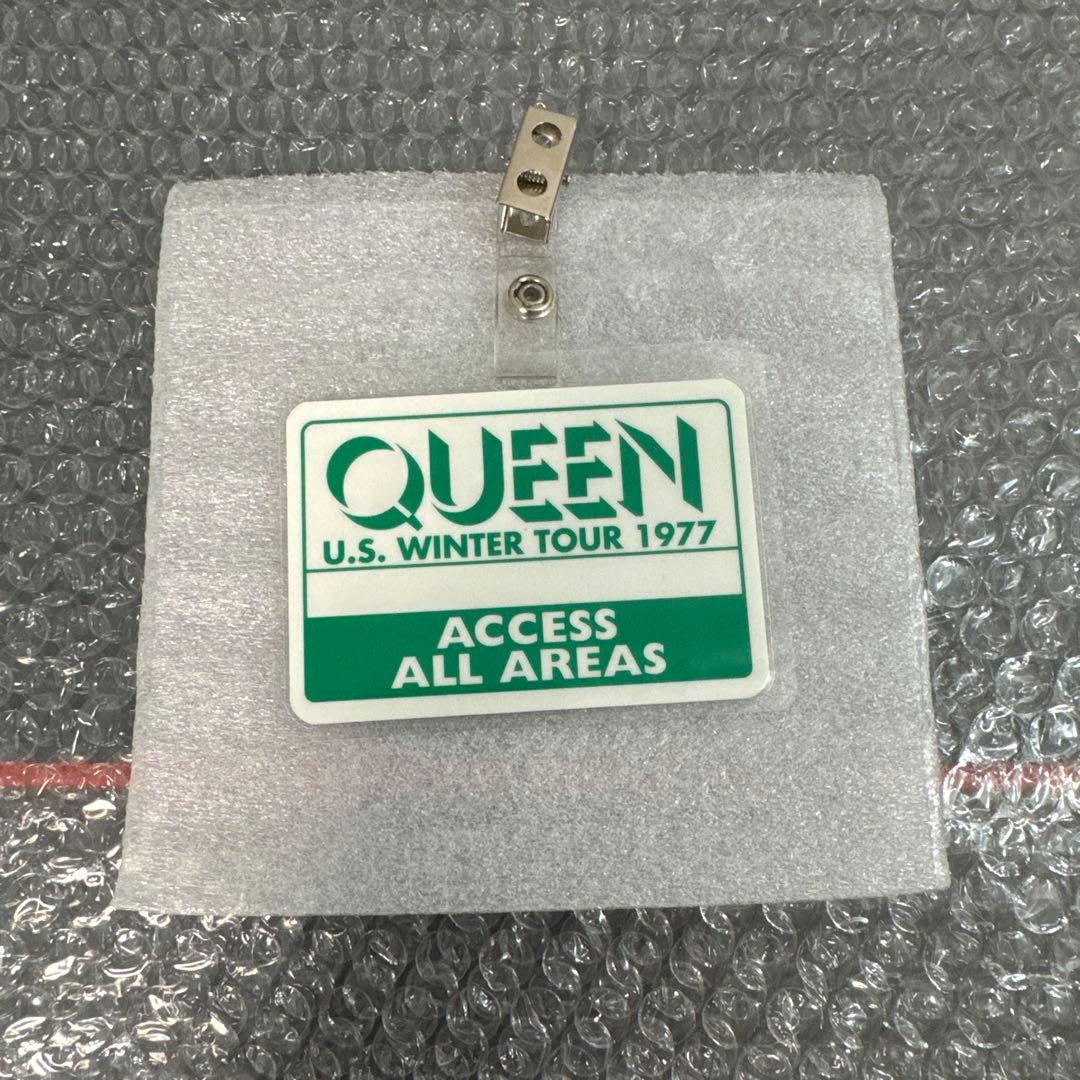 QUEEN
U.S. WINTER TOUR 1977
ACCESS
ALL AREAS